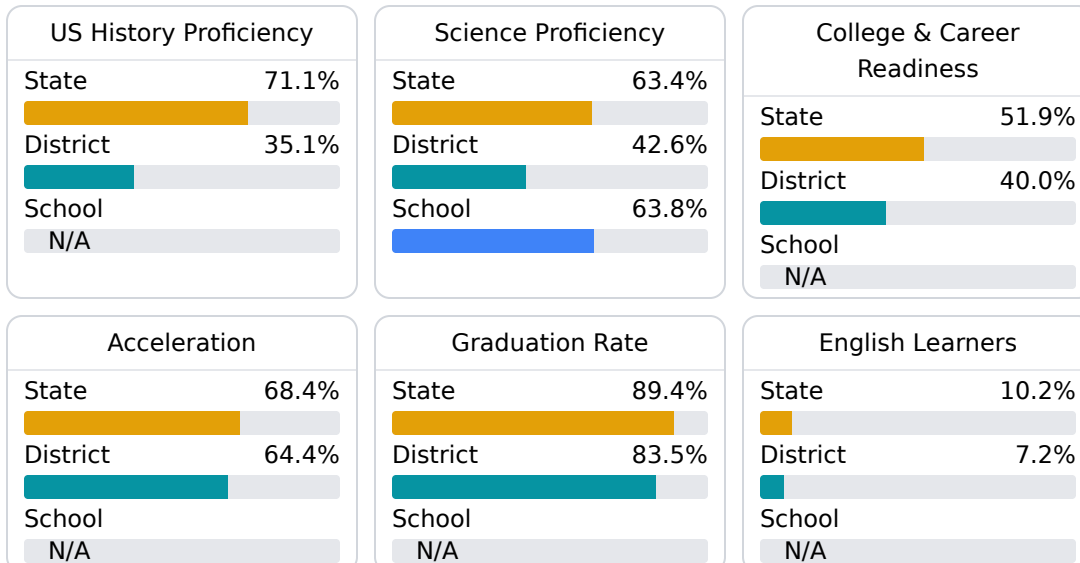 US History Proficiency
State 71.1%
District 35.1%
School
N/A
Science Proficiency
State 63.4%
District 42.6%
School 63.8%
College & Career
Readiness
State 51.9%
District 40.0%
School
N/A
Acceleration
State 68.4%
District 64.4%
School
N/A
Graduation Rate
State 89.4%
District 83.5%
School
N/A
English Learners
State 10.2%
District 7.2%
School
N/A